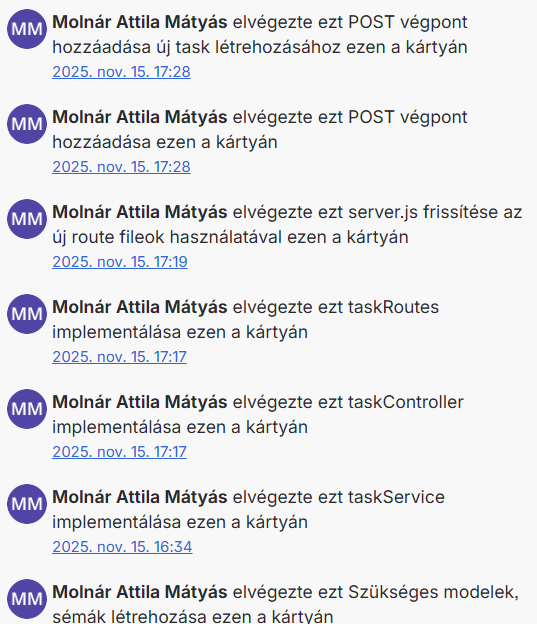 MM Molnár Attila Mátyás elvégezte ezt POST végpont
hozzáadása új task létrehozásához ezen a kártyán
2025. nov. 15. 17:28
MM Molnár Attila Mátyás elvégezte ezt POST végpont
hozzáadása ezen a kártyán
2025. nov. 15. 17:28
MM Molnár Attila Mátyás elvégezte ezt server.js frissítése az
új route fileok használatával ezen a kártyán
2025. nov. 15. 17:19
MM Molnár Attila Mátyás elvégezte ezt taskRoutes
implementálása ezen a kártyán
2025. nov. 15. 17:17
MM Molnár Attila Mátyás elvégezte ezt taskController
implementálása ezen a kártyán
2025. nov. 15. 17:17
MM Molnár Attila Mátyás elvégezte ezt taskService
implementálása ezen a kártyán
2025. nov. 15. 16:34
MM Molnár Attila Mátyás elvégezte ezt Szükséges modelek,
sémák létrehozása ezen a kártyán